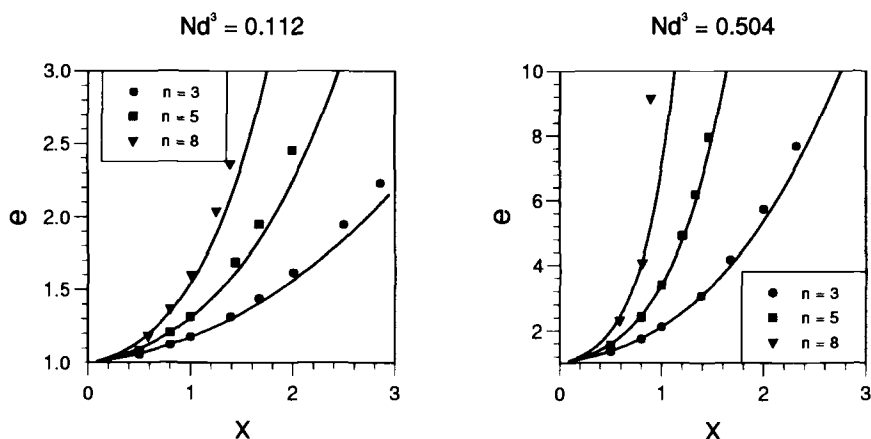 Nd³ = 0.112
3.0
2.5
2.0
1.5
1.0
e
n = 3
n = 5
n = 8
0
1
2
3
X
Nd³ = 0.504
10
8
6
4
2
e
n = 3
n = 5
n = 8
0
1
2
3
X